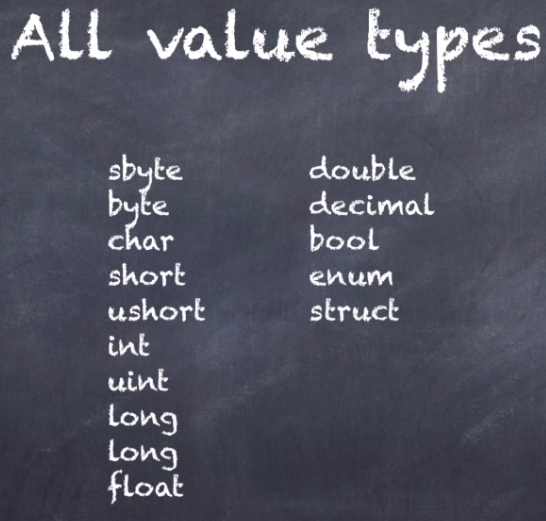 All value types
sbyte
byte
char
short
ushort
int
uint
long
long
float
double
decimal
bool
enum
struct